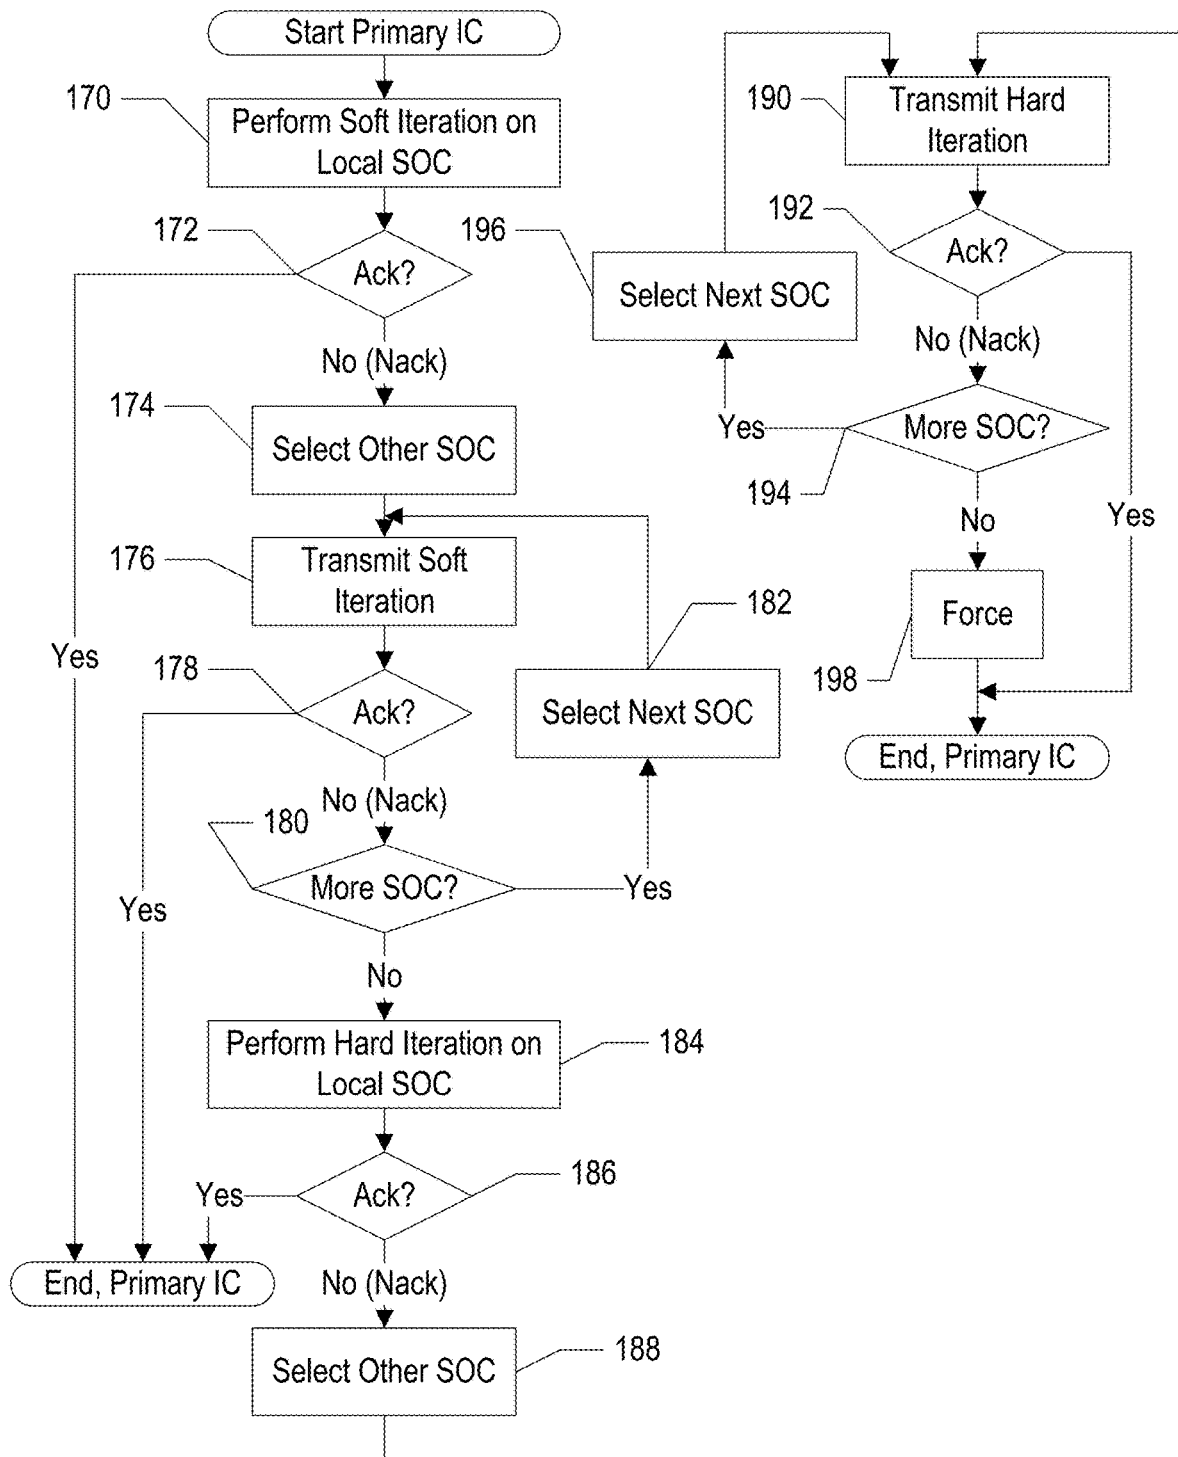 Start Primary IC
170
Perform Soft Iteration on
Local SOC
172
Ack?
Yes
No (Nack)
174
Select Other SOC
176
Transmit Soft
Iteration
178
Ack?
Yes
No (Nack)
182
Select Next SOC
180
More SOC?
Yes
No
Perform Hard Iteration on
Local SOC
184
Ack?
186
Yes
End, Primary IC
No (Nack)
Select Other SOC
188
190
Transmit Hard
Iteration
192
Ack?
Yes
196
Select Next SOC
No (Nack)
More SOC?
Yes
194
No
Force
198
End, Primary IC